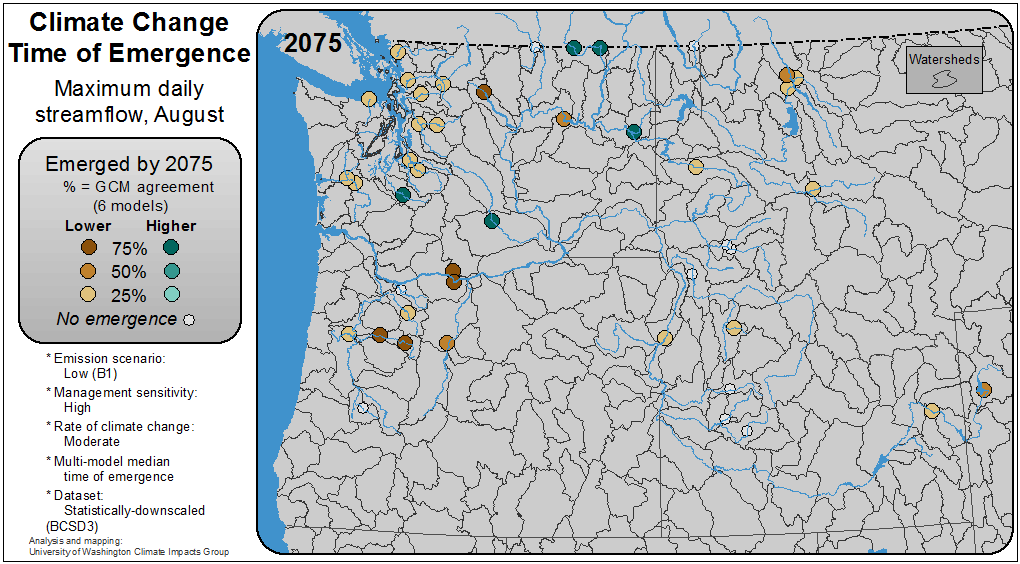 Climate Change
Time of Emergence
Maximum daily
streamflow, August
Emerged by 2075
% = GCM agreement
(6 models)
Lower Higher
75%
50%
25%
No emergence
* Emission scenario:
Low (B1)
* Management sensitivity:
High
* Rate of climate change:
Moderate
* Multi-model median
time of emergence
* Dataset:
Statistically-downscaled
(BCSD3)
Analysis and mapping:
University of Washington Climate Impacts Group
2075
Watersheds